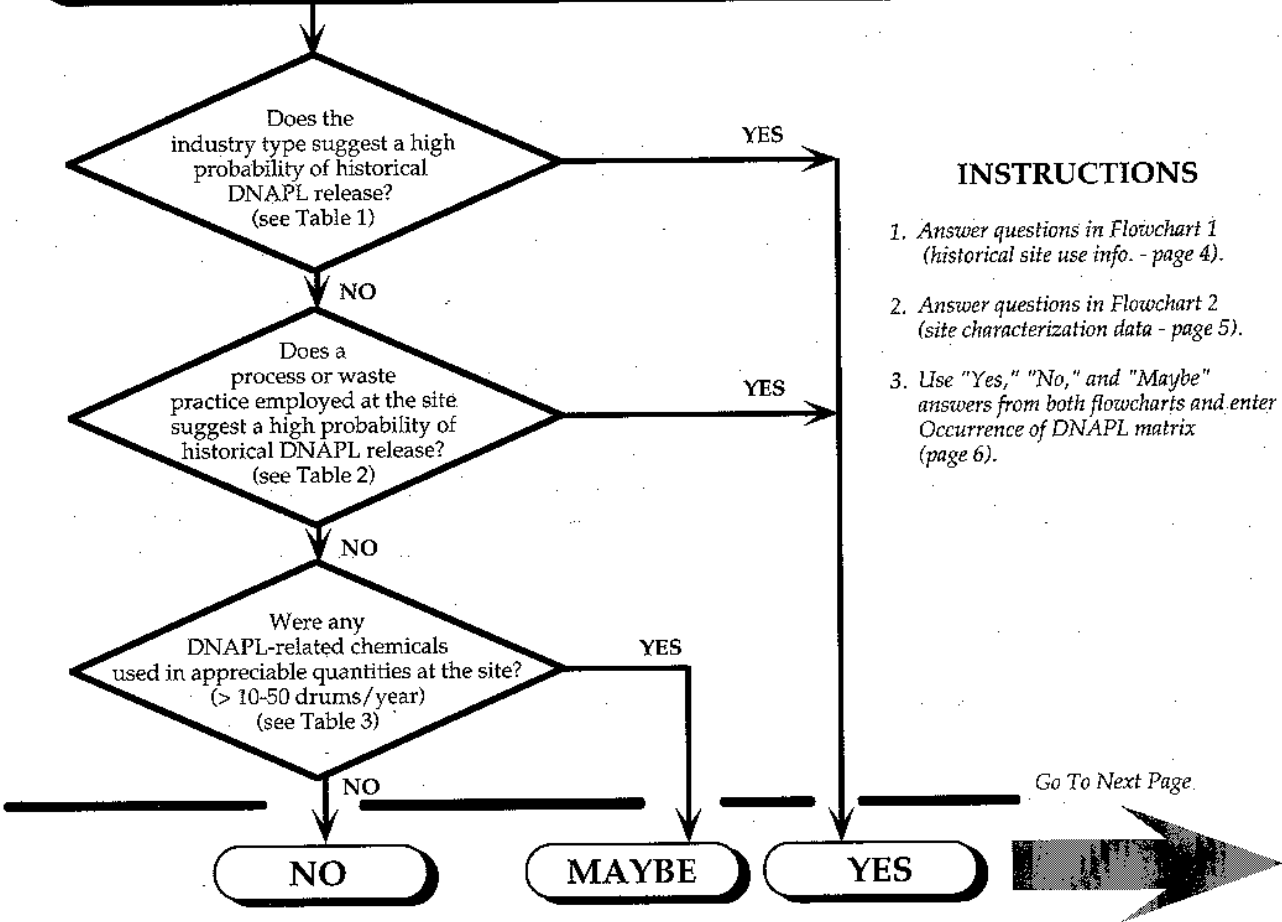 Does the
industry type suggest a high
probability of historical
DNAPL release?
(see Table 1)
YES
NO
Does a
process or waste
practice employed at the site
suggest a high probability of
historical DNAPL release?
(see Table 2)
YES
NO
Were any
DNAPL-related chemicals
used in appreciable quantities at the site?
(> 10-50 drums/year)
(see Table 3)
YES
NO
INSTRUCTIONS
1. Answer questions in Flowchart 1
(historical site use info. - page 4).
2. Answer questions in Flowchart 2
(site characterization data - page 5).
3. Use "Yes," "No," and "Maybe"
answers from both flowcharts and enter
Occurrence of DNAPL matrix
(page 6).
Go To Next Page
NO
MAYBE
YES